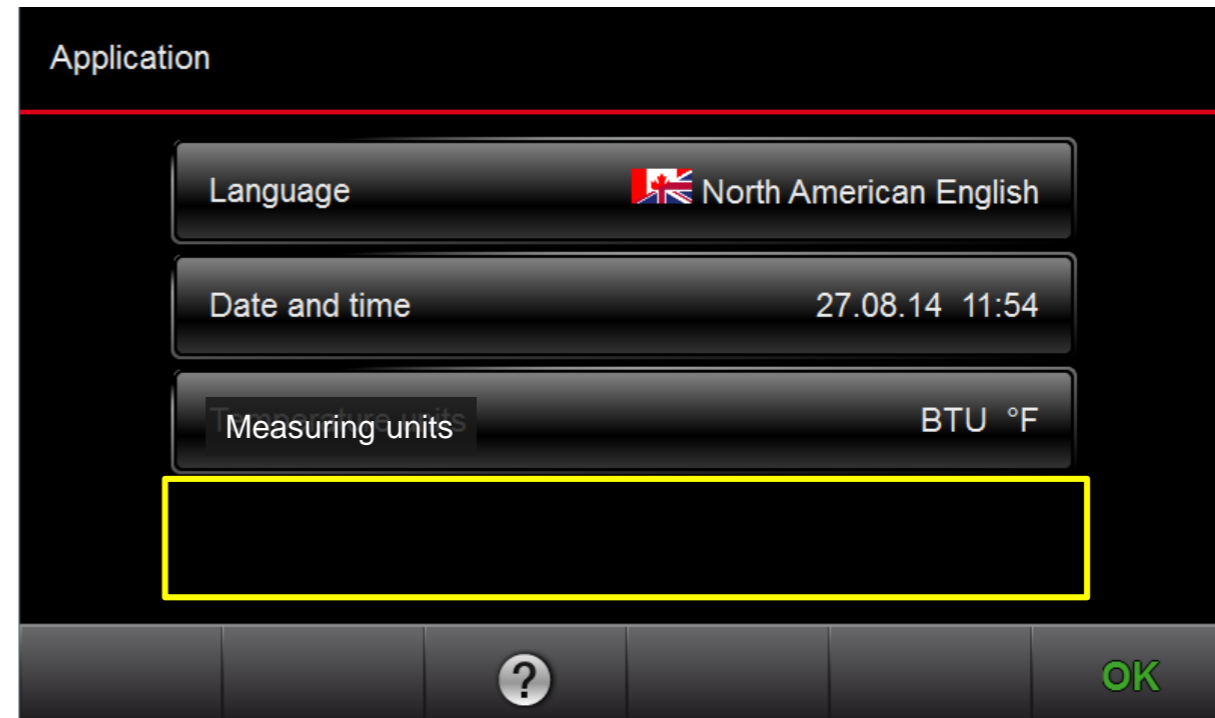 Application
Language North American English
Date and time 27.08.14 11:54
Measuring units BTU °F
?
OK